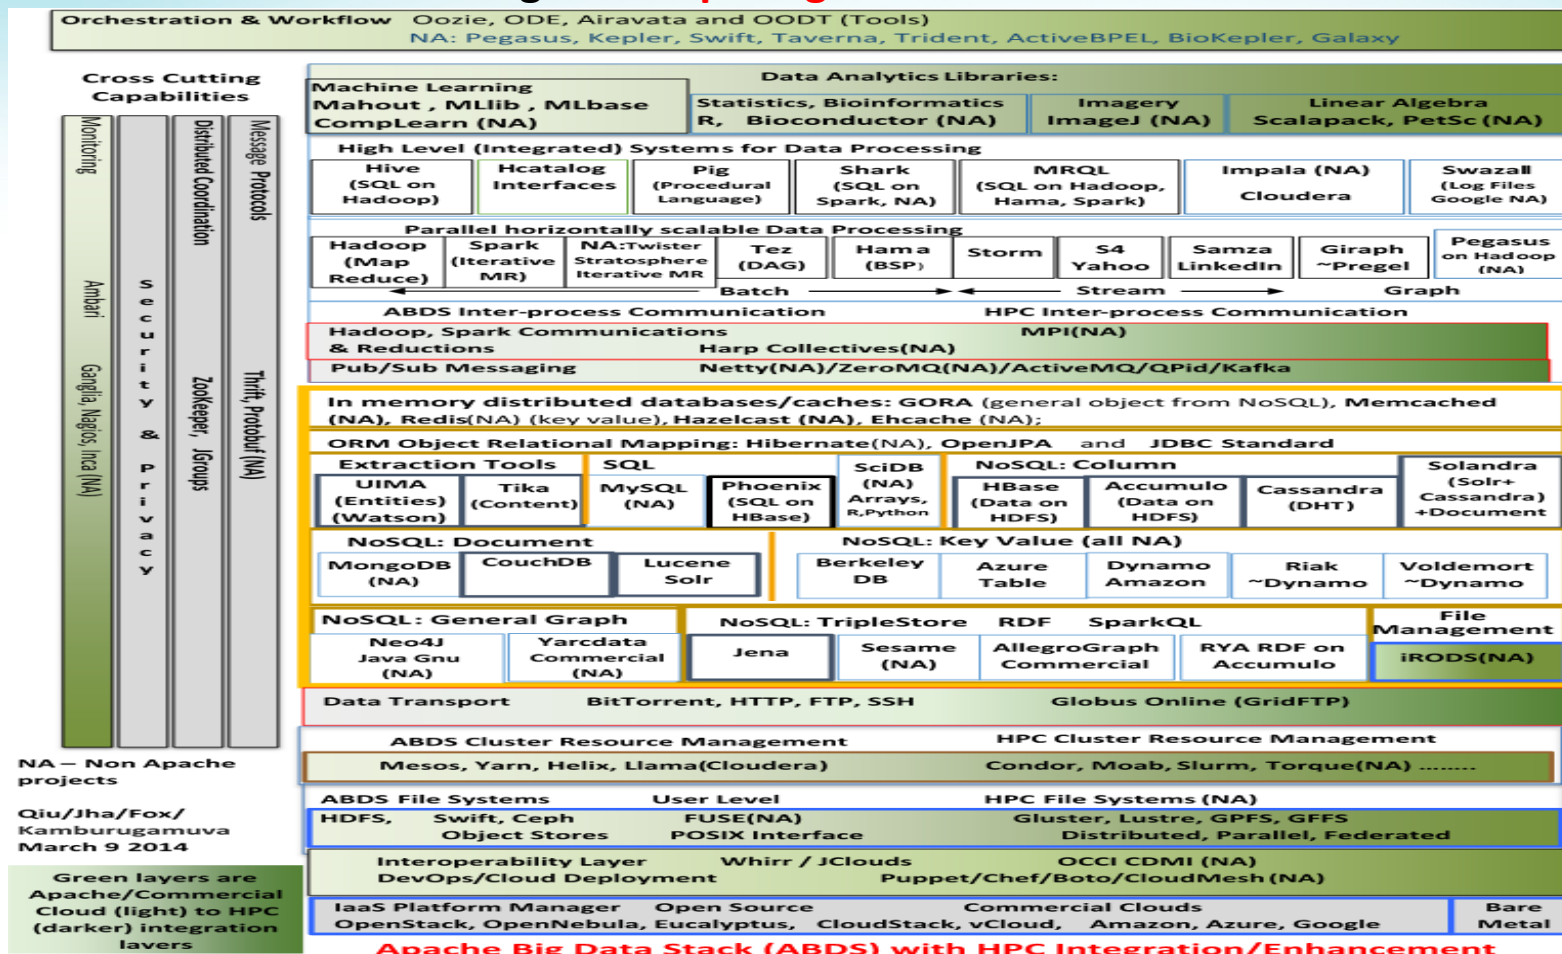 Orchestration & Workflow Oozie, ODE, Airavata and OODT (Tools)
NA: Pegasus, Kepler, Swift, Taverna, Trident, ActiveBPEL, BioKepler, Galaxy
Cross Cutting
Capabilities
Monitoring
Ambari
Ganglia, Nagios, Inca (NA)
Security & Privacy
Distributed Coordination
ZooKeeper, JGroups
Message Protocols
Thrift, Protobuf (NA)
NA – Non Apache
projects
Qiu/Jha/Fox/
Kamburugamuva
March 9 2014
Green layers are
Apache/Commercial
Cloud (light) to HPC
(darker) integration
layers
Data Analytics Libraries:
Machine Learning
Mahout , MLlib , MLbase
CompLearn (NA)
Statistics, Bioinformatics
R, Bioconductor (NA)
Imagery
ImageJ (NA)
Linear Algebra
Scalapack, PetSc (NA)
High Level (Integrated) Systems for Data Processing
Hive
(SQL on
Hadoop)
Hcatalog
Interfaces
Pig
(Procedural
Language)
Shark
(SQL on
Spark, NA)
MRQL
(SQL on Hadoop,
Hama, Spark)
Impala (NA)
Cloudera
Swazall
(Log Files
Google NA)
Parallel horizontally scalable Data Processing
Hadoop
(Map
Reduce)
Spark
(Iterative
MR)
NA:Twister
Stratosphere
Iterative MR
Tez
(DAG)
Hama
(BSP)
Storm
S4
Yahoo
Samza
LinkedIn
Giraph
~Pregel
Pegasus
on Hadoop
(NA)
Batch
Stream
Graph
ABDS Inter-process Communication HPC Inter-process Communication
Hadoop, Spark Communications MPI(NA)
& Reductions Harp Collectives(NA)
Pub/Sub Messaging Netty(NA)/ZeroMQ(NA)/ActiveMQ/QPid/Kafka
In memory distributed databases/caches: GORA (general object from NoSQL), Memcached
(NA), Redis(NA) (key value), Hazelcast (NA), Ehcache (NA);
ORM Object Relational Mapping: Hibernate(NA), OpenJPA and JDBC Standard
Extraction Tools
UIMA
(Entities)
(Watson)
Tika
(Content)
SQL
MySQL
(NA)
Phoenix
(SQL on
HBase)
SciDB
(NA)
Arrays,
R,Python
NoSQL: Column
HBase
(Data on
HDFS)
Accumulo
(Data on
HDFS)
Cassandra
(DHT)
Solandra
(Solr+
Cassandra)
+Document
NoSQL: Document
MongoDB
(NA)
CouchDB
Lucene
Solr
NoSQL: Key Value (all NA)
Berkeley
DB
Azure
Table
Dynamo
Amazon
Riak
~Dynamo
Voldemort
~Dynamo
NoSQL: General Graph
Neo4J
Java Gnu
(NA)
Yarcdata
Commercial
(NA)
NoSQL: TripleStore RDF SparkQL
Jena
Sesame
(NA)
AllegroGraph
Commercial
RYA RDF on
Accumulo
File
Management
iRODS(NA)
Data Transport BitTorrent, HTTP, FTP, SSH Globus Online (GridFTP)
ABDS Cluster Resource Management HPC Cluster Resource Management
Mesos, Yarn, Helix, Llama(Cloudera) Condor, Moab, Slurm, Torque(NA) ........
ABDS File Systems User Level HPC File Systems (NA)
HDFS, Swift, Ceph FUSE(NA) Gluster, Lustre, GPFS, GFFS
Object Stores POSIX Interface Distributed, Parallel, Federated
Interoperability Layer Whirr / JClouds OCCI CDMI (NA)
DevOps/Cloud Deployment Puppet/Chef/Boto/CloudMesh(NA)
IaaS Platform Manager Open Source Commercial Clouds
OpenStack, OpenNebula, Eucalyptus, CloudStack, vCloud, Amazon, Azure, Google
Bare
Metal
Apache Big Data Stack (ABDS) with HPC Integration/Enhancement